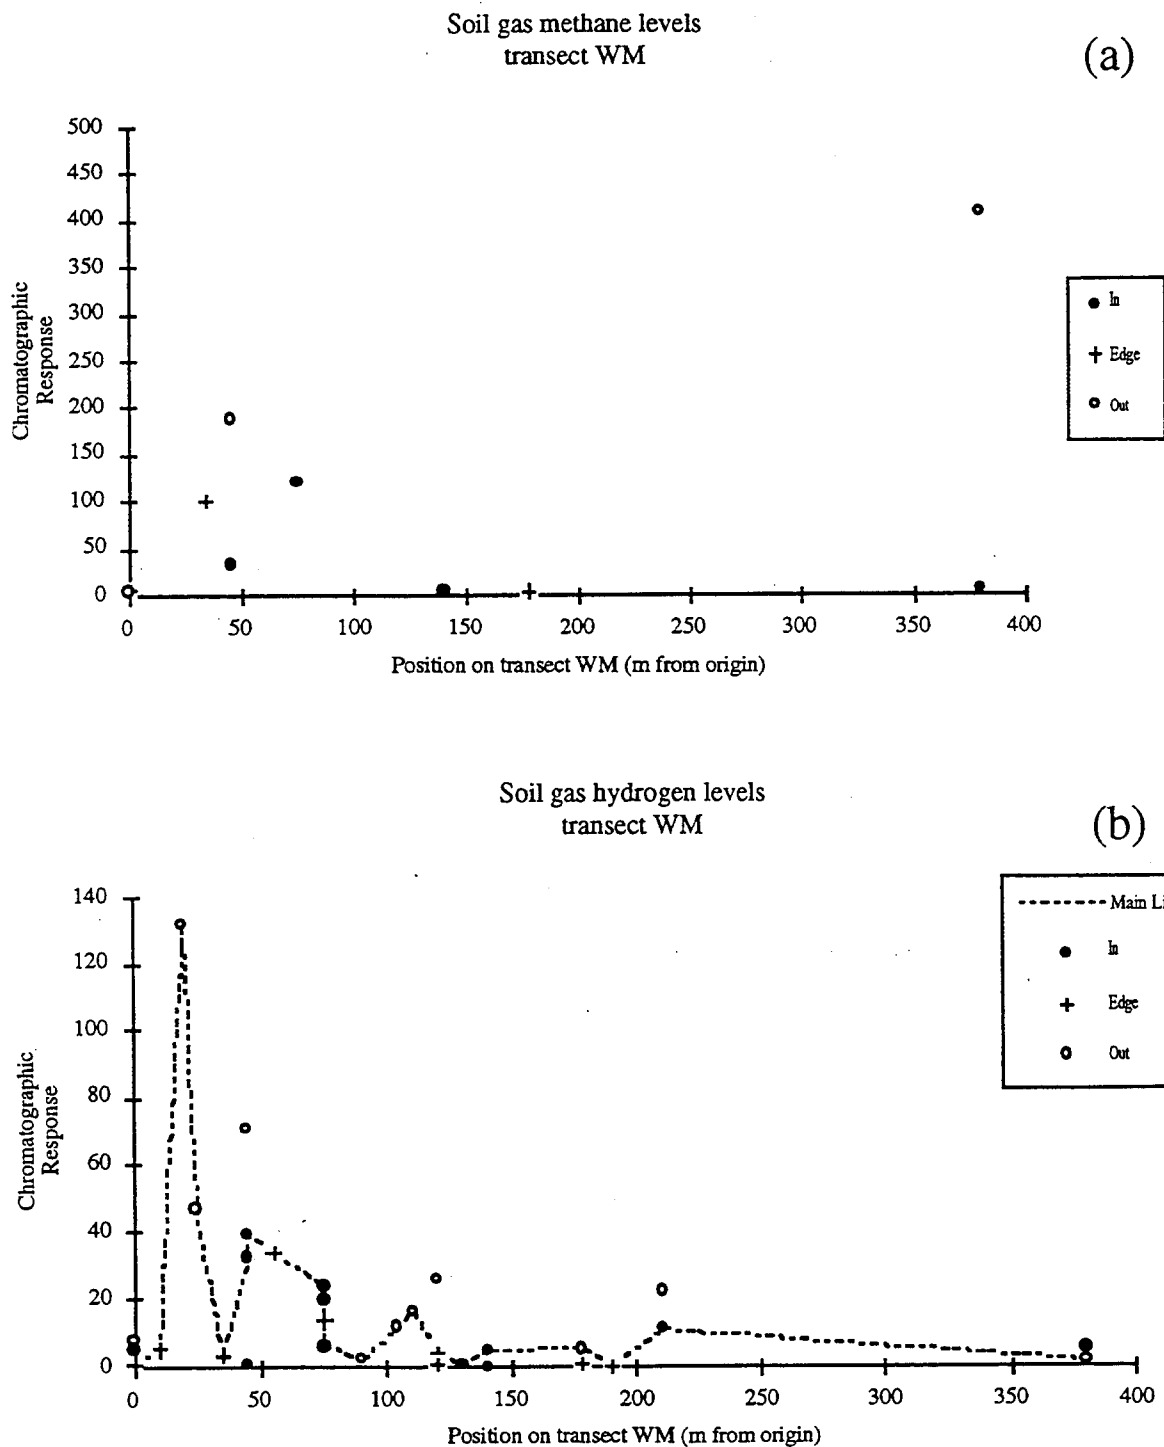 Soil gas methane levels
transect WM
(a)
500
450
400
350
300
250
200
150
100
50
0
Chromatographic
Response
In
Edge
Out
0 50 100 150 200 250 300 350 400
Position on transect WM (m from origin)
Soil gas hydrogen levels
transect WM
(b)
140
120
100
80
60
40
20
0
Chromatographic
Response
Main Li
In
Edge
Out
0 50 100 150 200 250 300 350 400
Position on transect WM (m from origin)